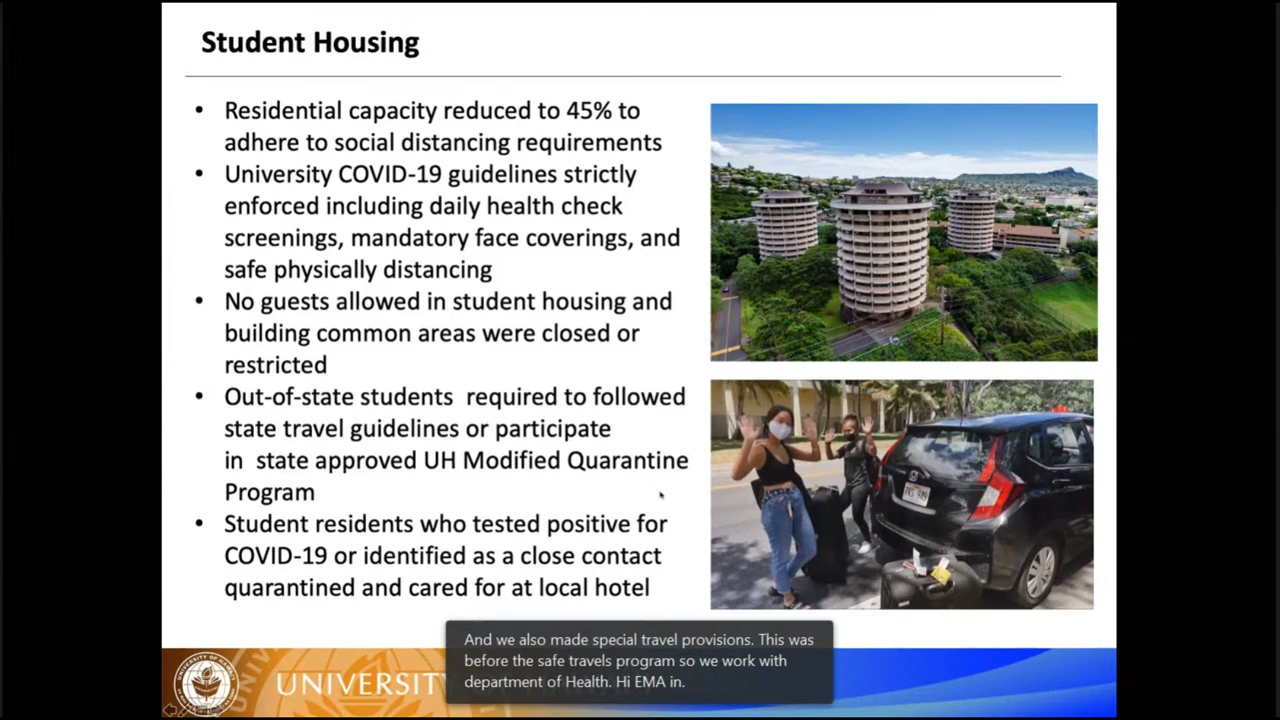 Student Housing
• Residential capacity reduced to 45% to
adhere to social distancing requirements
• University COVID-19 guidelines strictly
enforced including daily health check
screenings, mandatory face coverings, and
safe physically distancing
• No guests allowed in student housing and
building common areas were closed or
restricted
• Out-of-state students  required to followed
state travel guidelines or participate
in  state approved UH Modified Quarantine
Program
• Student residents who tested positive for
COVID-19 or identified as a close contact
quarantined and cared for at local hotel
And we also made special travel provisions. This was
before the safe travels program so we work with
department of Health. Hi EMA in.
UNIVERSITY